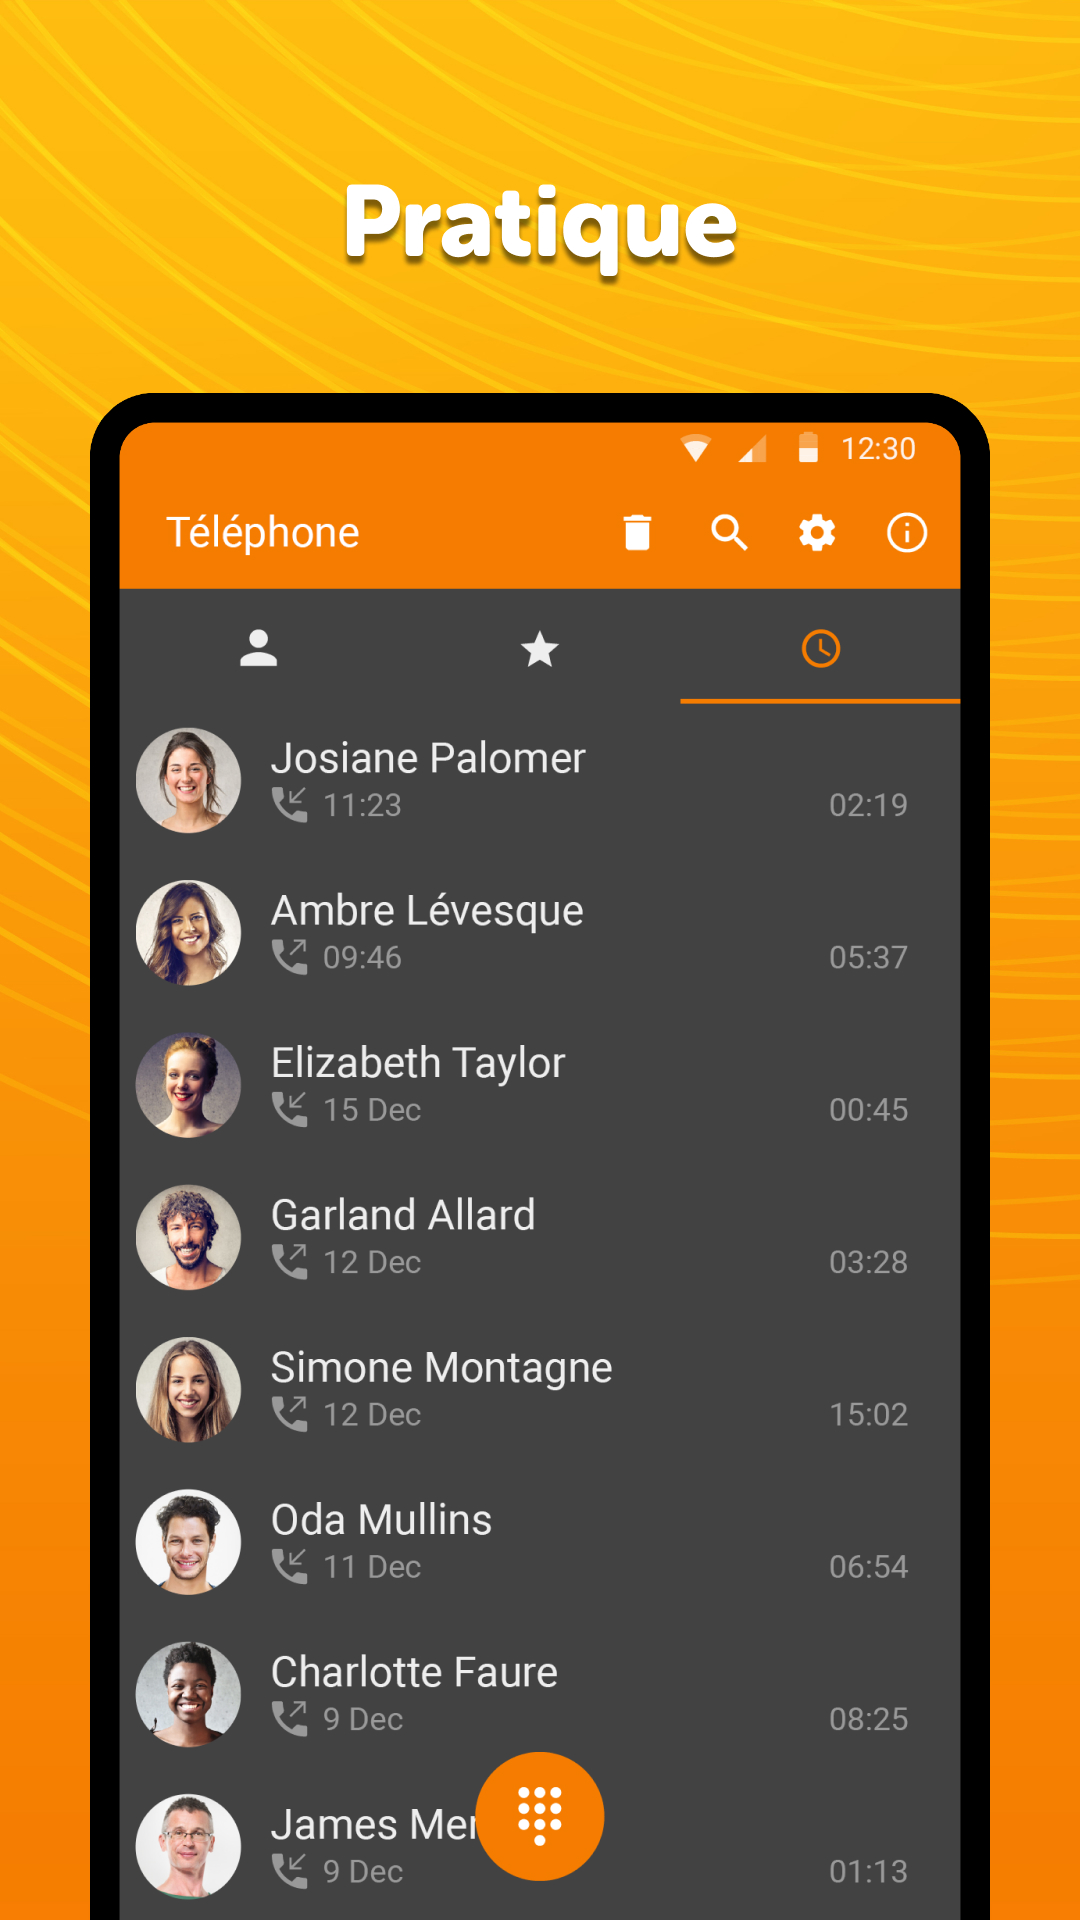 Pratique
12:30
Téléphone
Josiane Palomer
11:23 02:19
Ambre Lévesque
09:46 05:37
Elizabeth Taylor
15 Dec 00:45
Garland Allard
12 Dec 03:28
Simone Montagne
12 Dec 15:02
Oda Mullins
11 Dec 06:54
Charlotte Faure
9 Dec 08:25
James
9 Dec 01:13